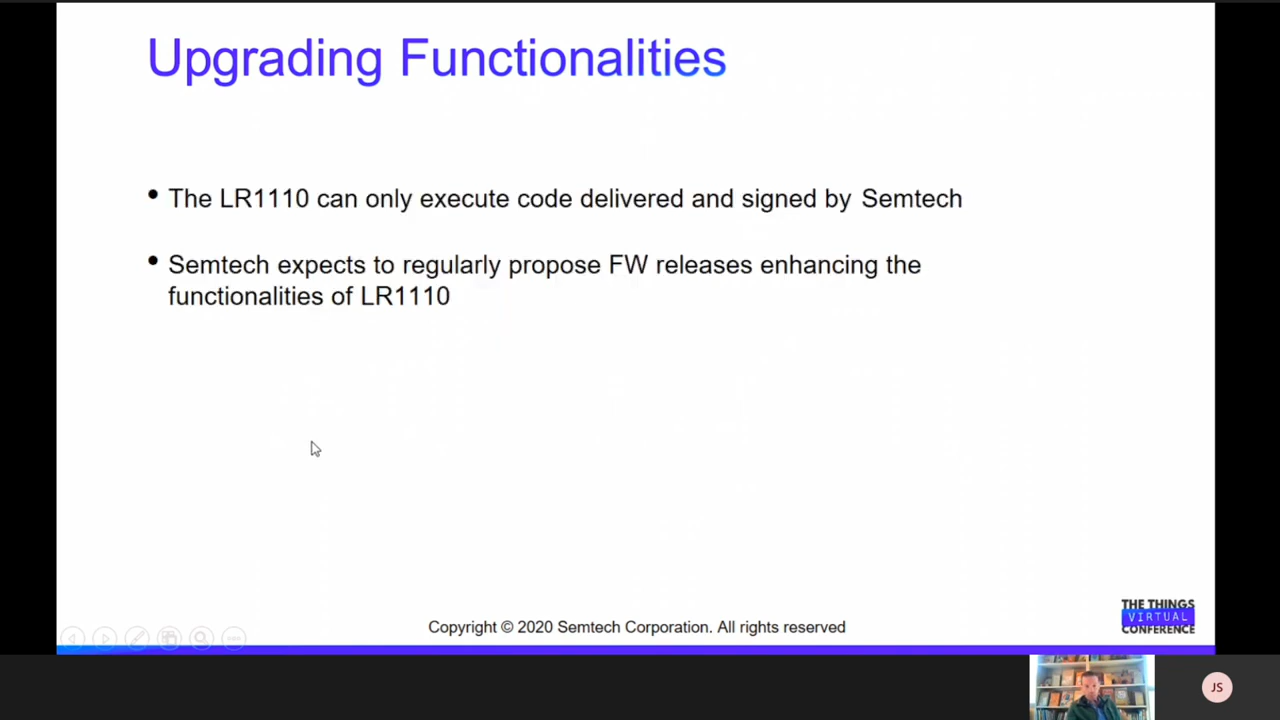 Upgrading Functionalities
• The LR1110 can only execute code delivered and signed by Semtech
• Semtech expects to regularly propose FW releases enhancing the
functionalities of LR1110
Copyright © 2020 Semtech Corporation. All rights reserved
THE THINGS
VIRTUAL
CONFERENCE
JS